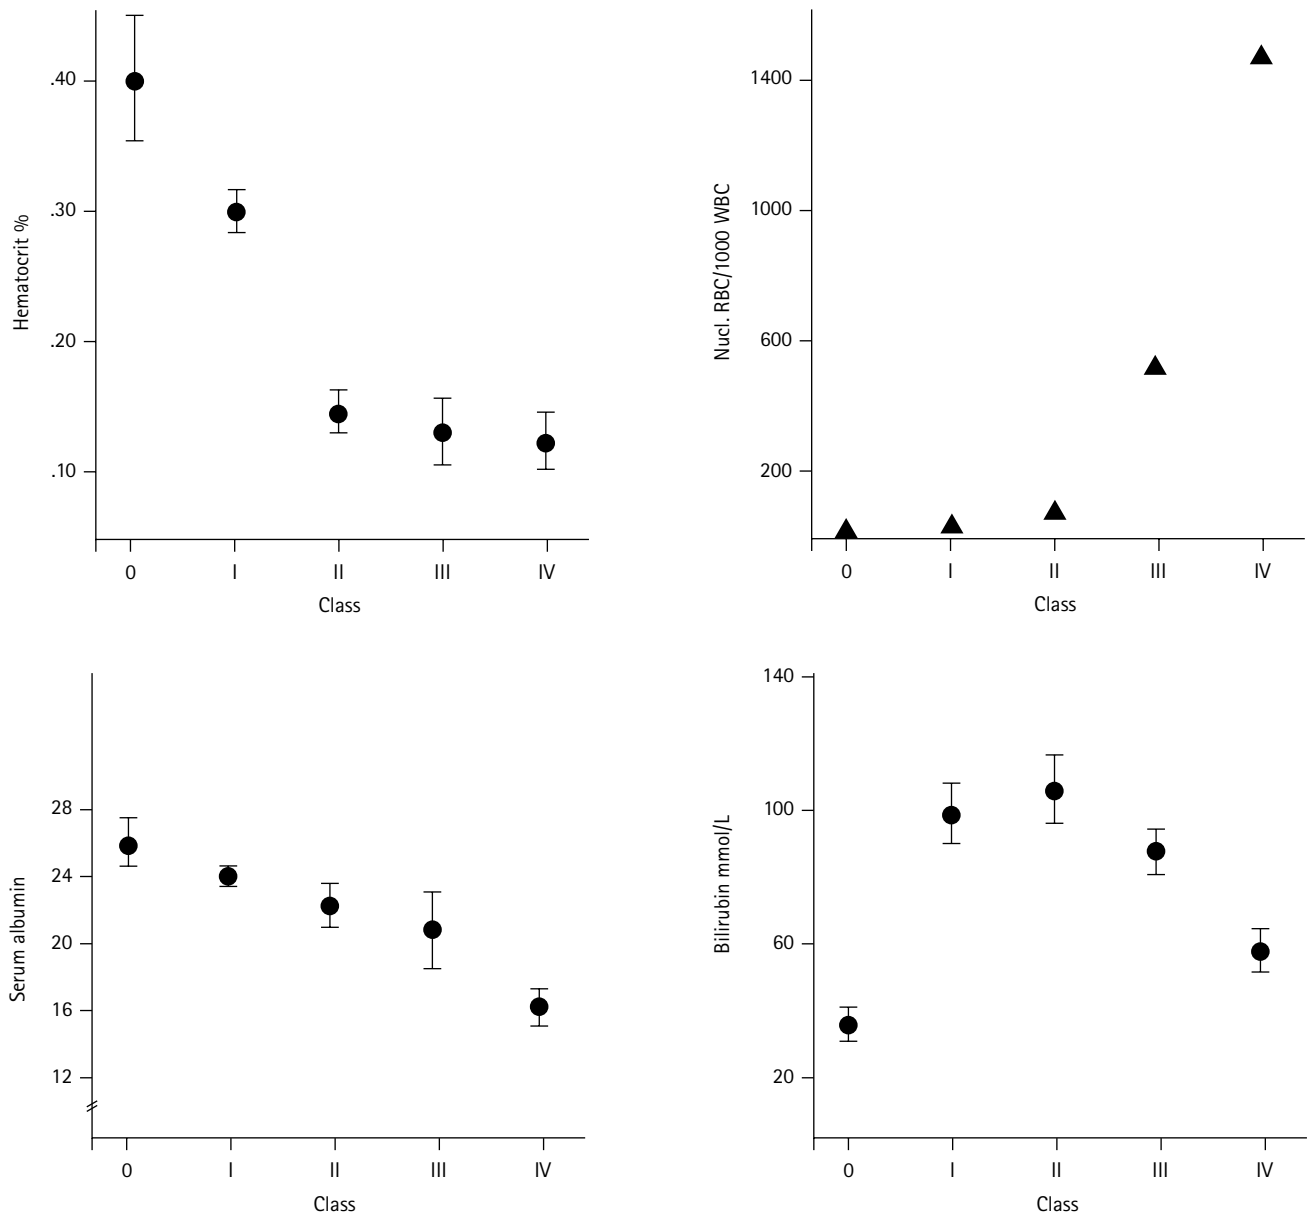 Hematocrit %
.40
.30
.20
.10
0 I II III IV
Class
Nucl. RBC/1000 WBC
1400
1000
600
200
0 I II III IV
Class
Serum albumin
28
24
20
16
12
0 I II III IV
Class
Bilirubin mmol/L
140
100
60
20
0 I II III IV
Class